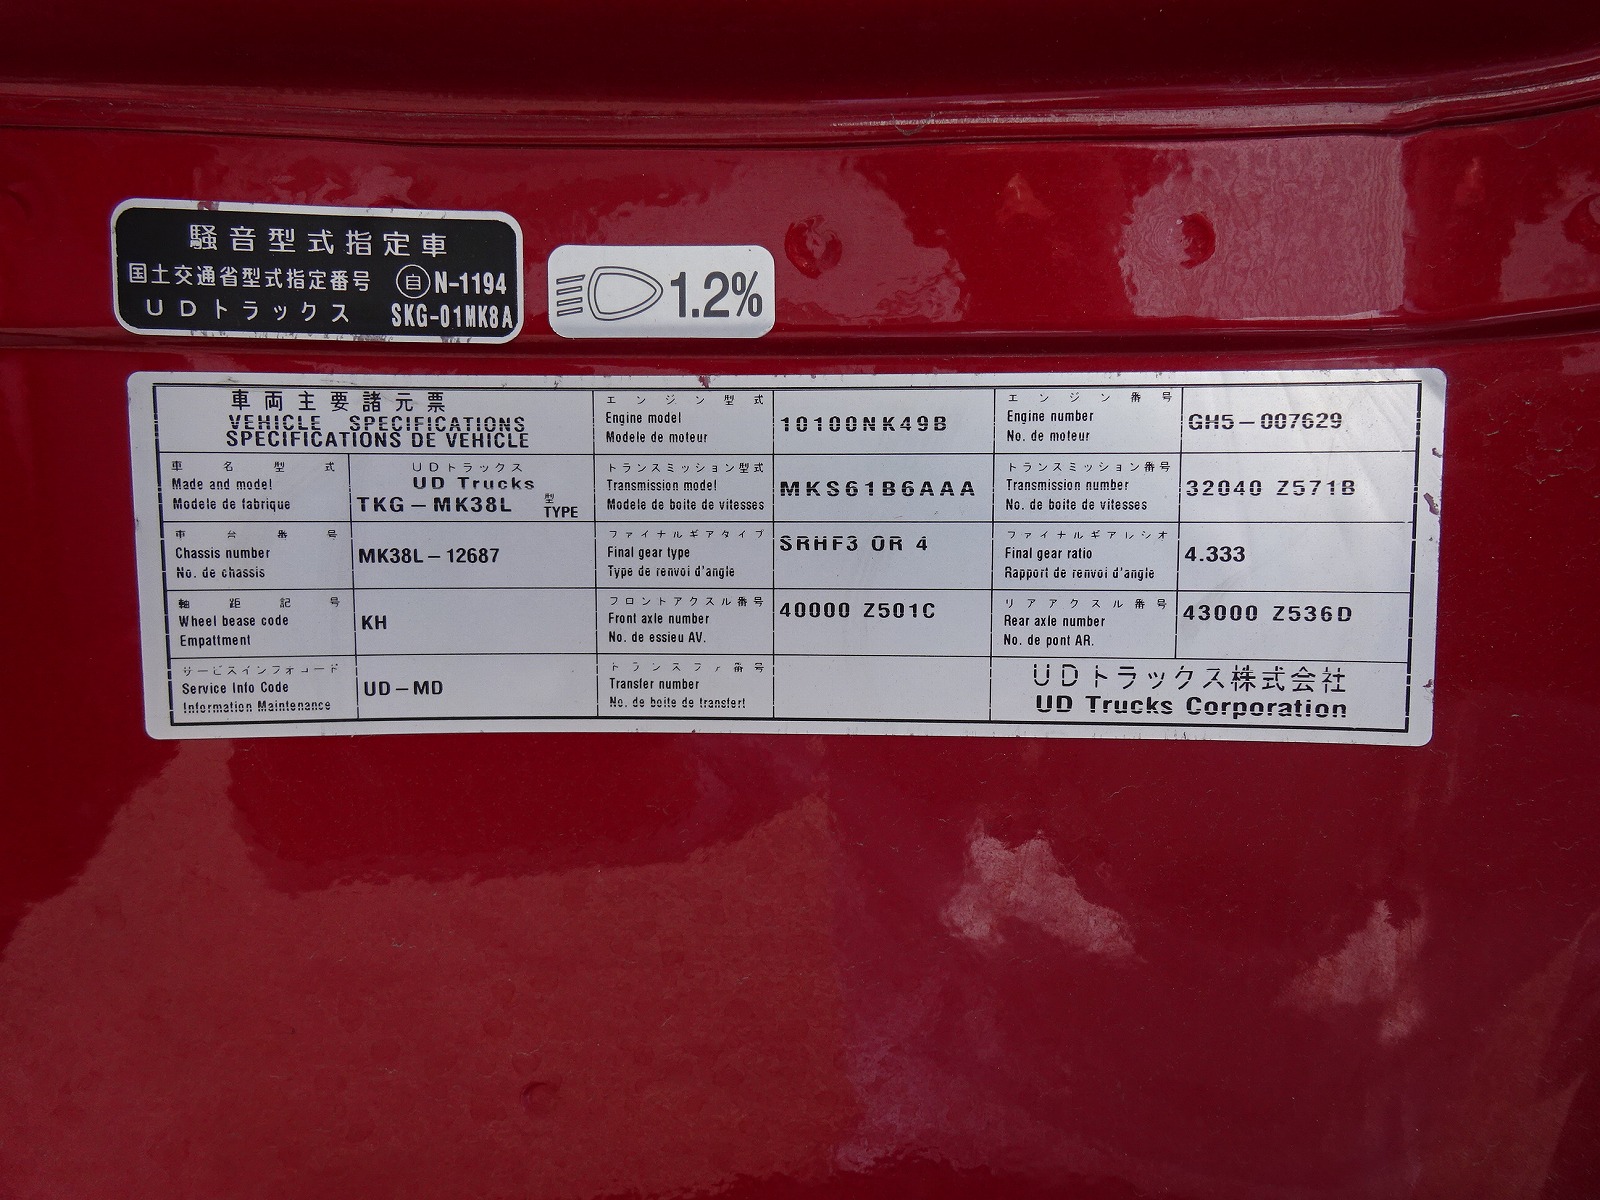 騒音型式指定車
国土交通省型式指定番号 自 N-1194
UDトラックス SKG-01MK8A
1.2%
車両主要諸元票
VEHICLE SPECIFICATIONS
SPECIFICATIONS DE VEHICLE
エンジン型式
Engine model
Modele de moteur
10100NK49B
エンジン番号
Engine number
No. de moteur
GH5-007629
車名型式
Made and model
Modele de fabrique
UDトラックス
UD Trucks
TKG-MK38L 型 TYPE
トランスミッション型式
Transmission model
Modele de boite de vitesses
MKS61B6AAA
トランスミッション番号
Transmission number
No. de boite de vitesses
32040 Z571B
車台番号
Chassis number
No. de chassis
MK38L-12687
ファイナルギアタイプ
Final gear type
Type de renvoi d'angle
SRHF3 OR 4
ファイナルギアレシオ
Final gear ratio
Rapport de renvoi d'angle
4.333
軸距記号
Wheel bease code
Empattment
KH
フロントアクスル番号
Front axle number
No. de essieu AV.
40000 Z501C
リアアクスル番号
Rear axle number
No. de pont AR.
43000 Z536D
サービスインフォコード
Service Info Code
Information Maintenance
UD-MD
トランスファ番号
Transfer number
No. de boite de transfert
UDトラックス株式会社
UD Trucks Corporation